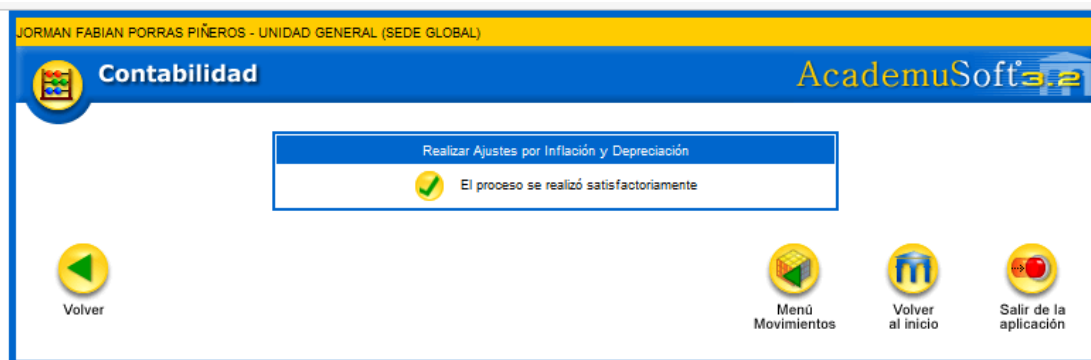 JORMAN FABIAN PORRAS PIÑEROS - UNIDAD GENERAL (SEDE GLOBAL)
Contabilidad
AcademuSoft 3.2
Realizar Ajustes por Inflación y Depreciación
El proceso se realizó satisfactoriamente
Volver
Menú
Movimientos
Volver
al inicio
Salir de la
aplicación